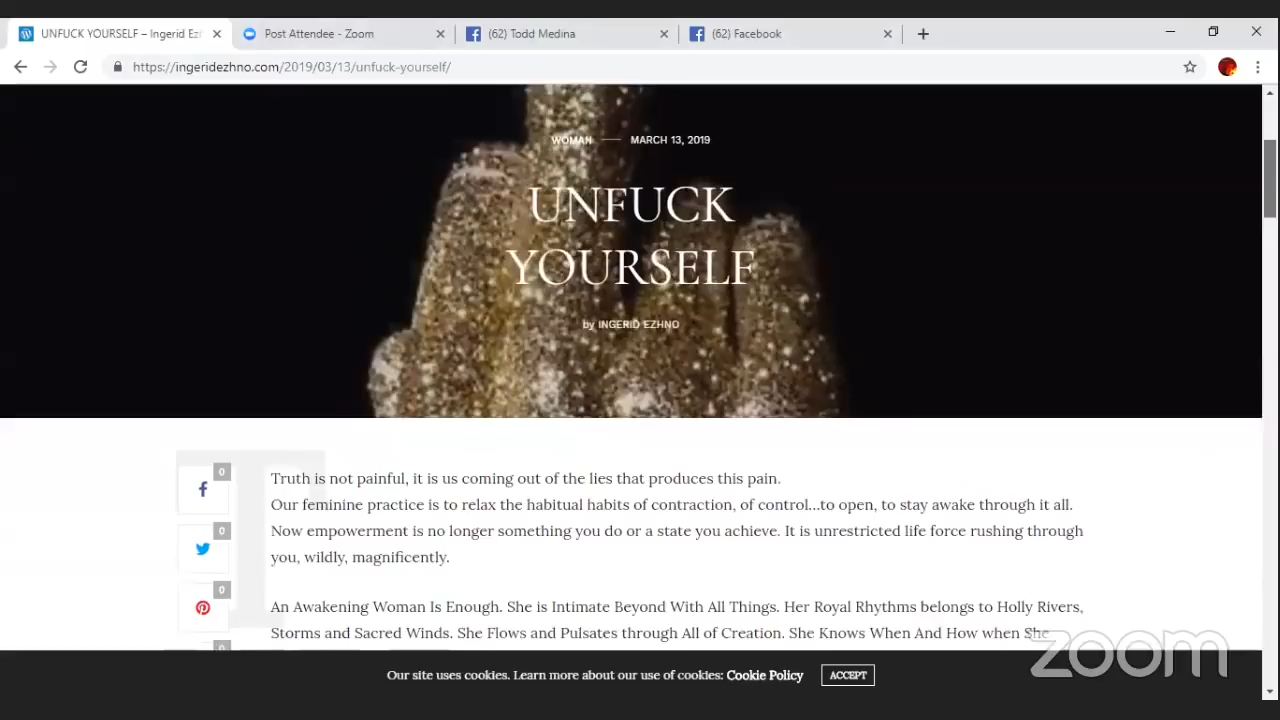 UNFUCK YOURSELF – Ingerid Ez
Post Attendee - Zoom
(62) Todd Medina
(62) Facebook
https://ingeridezhno.com/2019/03/13/unfuck-yourself/
WOMAN
MARCH 13, 2019
UNFUCK
YOURSELF
by INGERID EZHNO
0
0
0
0
T
Truth is not painful, it is us coming out of the lies that produces this pain.
Our feminine practice is to relax the habitual habits of contraction, of control...to open, to stay awake through it all.
Now empowerment is no longer something you do or a state you achieve. It is unrestricted life force rushing through
you, wildly, magnificently.
An Awakening Woman Is Enough. She is Intimate Beyond With All Things. Her Royal Rhythms belongs to Holly Rivers,
Storms and Sacred Winds. She Flows and Pulsates through All of Creation. She Knows When And How when She
Our site uses cookies. Learn more about our use of cookies: Cookie Policy
ACCEPT
zoom